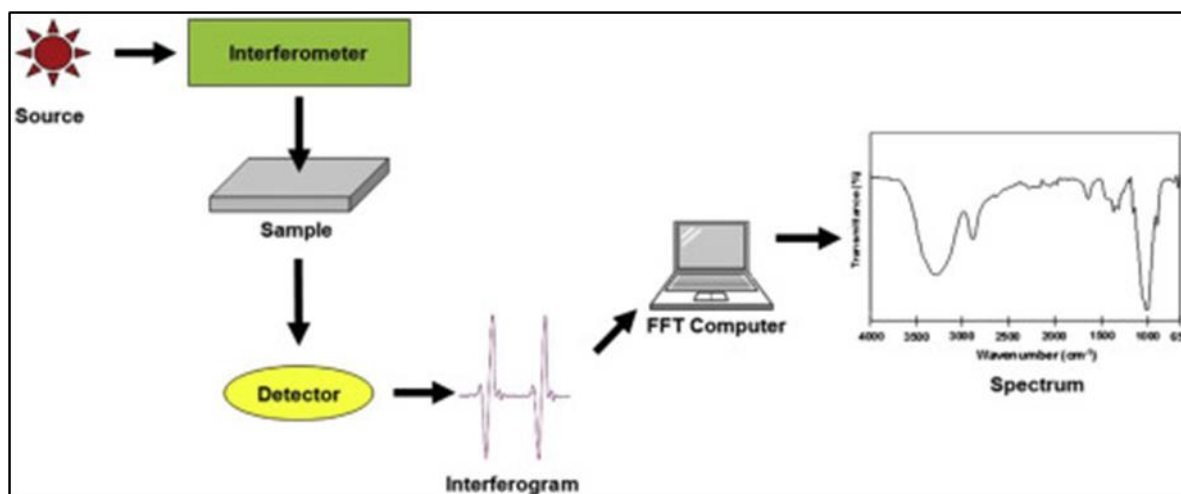 Source
Interferometer
Sample
Detector
Interferogram
FFT Computer
Transmittance (%)
4000 3500 3000 2500 2000 1500 1000
Wavenumber (cm⁻¹)
Spectrum